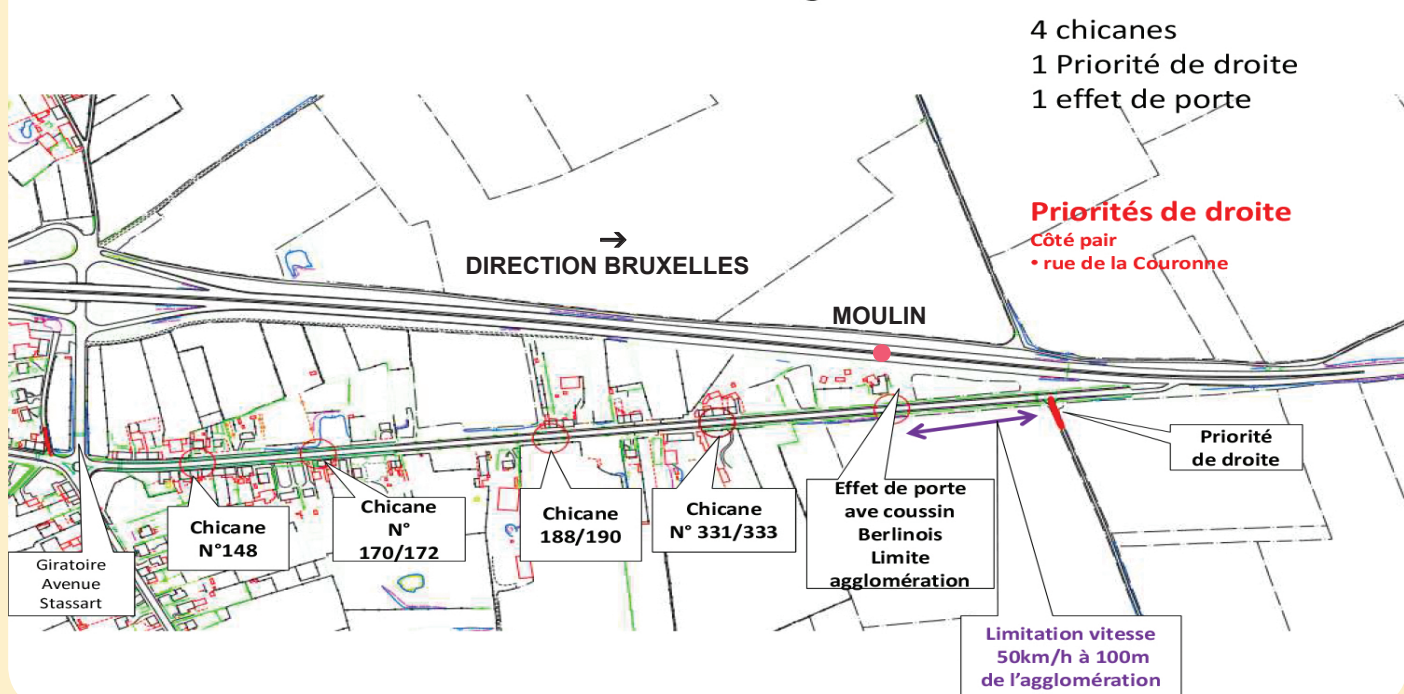 4 chicanes
1 Priorité de droite
1 effet de porte
Priorités de droite
Côté pair
• rue de la Couronne
➔
DIRECTION BRUXELLES
MOULIN
Priorité
de droite
Effet de porte
ave coussin
Berlinois
Limite
agglomération
Chicane
N° 331/333
Chicane
188/190
Chicane
N°
170/172
Chicane
N°148
Giratoire
Avenue
Stassart
Limitation vitesse
50km/h à 100m
de l’agglomération